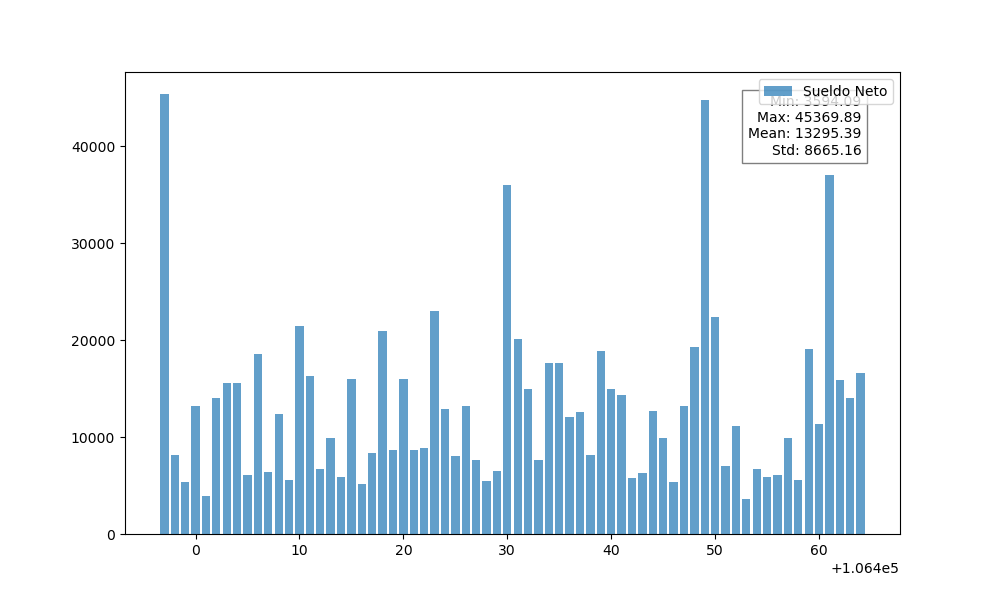 Sueldo Neto
Min: 3594.09
Max: 45369.89
Mean: 13295.39
Std: 8665.16
40000
30000
20000
10000
0
0 10 20 30 40 50 60
+1.064e5